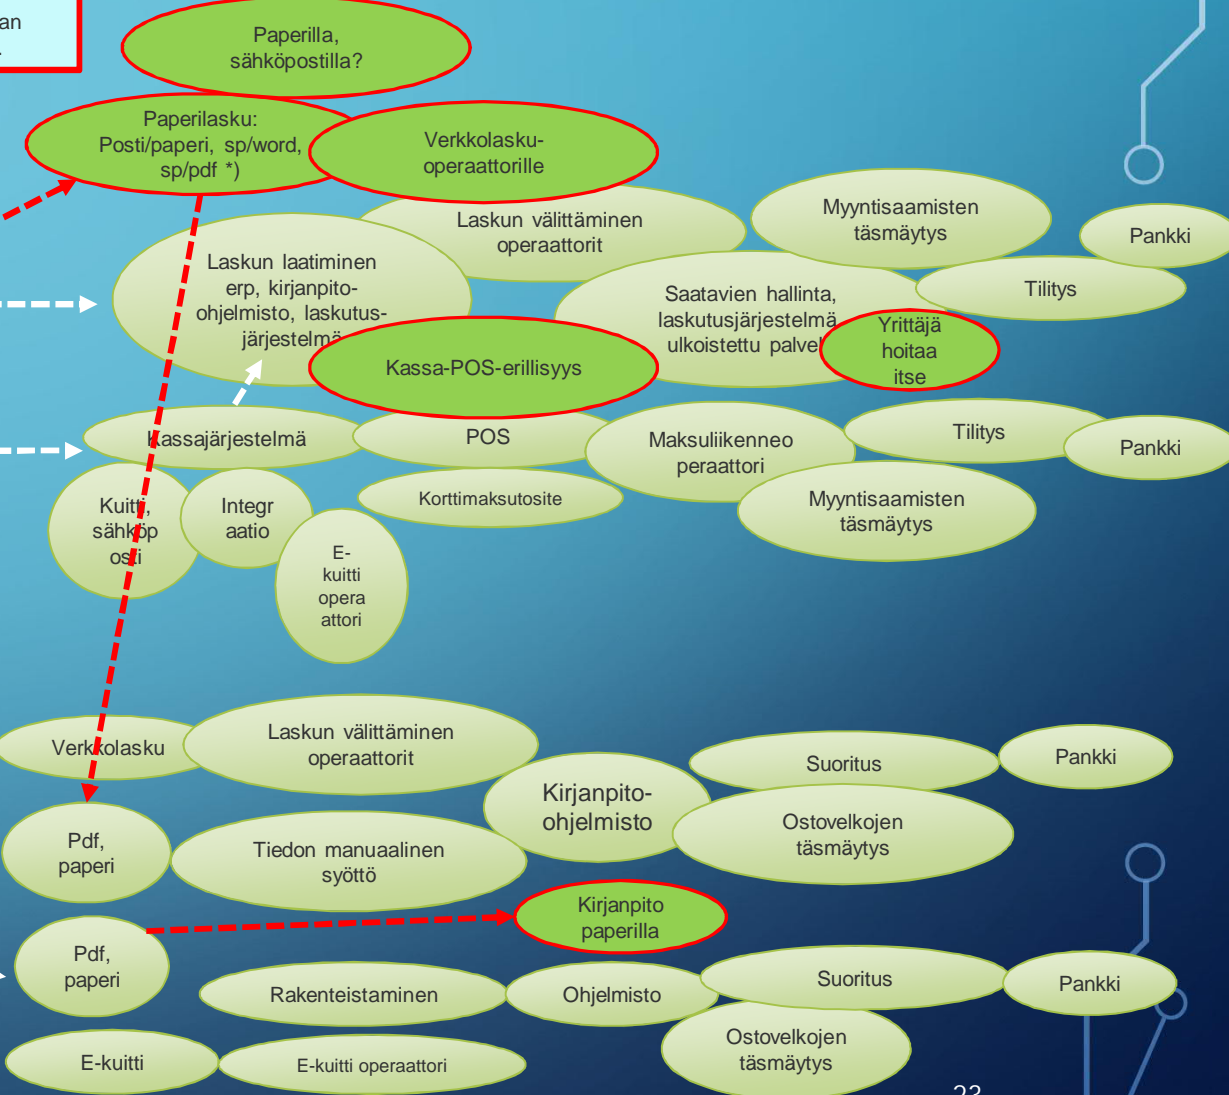 an
Paperilla,
sähköpostilla?
Paperilasku:
Posti/paperi, sp/word,
sp/pdf *)
Verkkolasku-
operaattorille
Laskun välittäminen
operaattorit
Myyntisaamisten
täsmäytys
Pankki
Laskun laatiminen
erp, kirjanpito-
ohjelmisto, laskutus-
järjestelmä
Saatavien hallinta,
laskutusjärjestelmä,
ulkoistettu palvel
Tilitys
Yrittäjä
hoitaa
itse
Kassa-POS-erillisyys
Kassajärjestelmä
POS
Maksuliikenneo
peraattori
Tilitys
Pankki
Kuitti,
sähköp
osti
Integr
aatio
Korttimaksutosite
Myyntisaamisten
täsmäytys
E-
kuitti
opera
attori
Verkkolasku
Laskun välittäminen
operaattorit
Kirjanpito-
ohjelmisto
Suoritus
Pankki
Pdf,
paperi
Tiedon manuaalinen
syöttö
Ostovelkojen
täsmäytys
Kirjanpito
paperilla
Pdf,
paperi
Rakenteistaminen
Ohjelmisto
Suoritus
Pankki
E-kuitti
E-kuitti operaattori
Ostovelkojen
täsmäytys
23